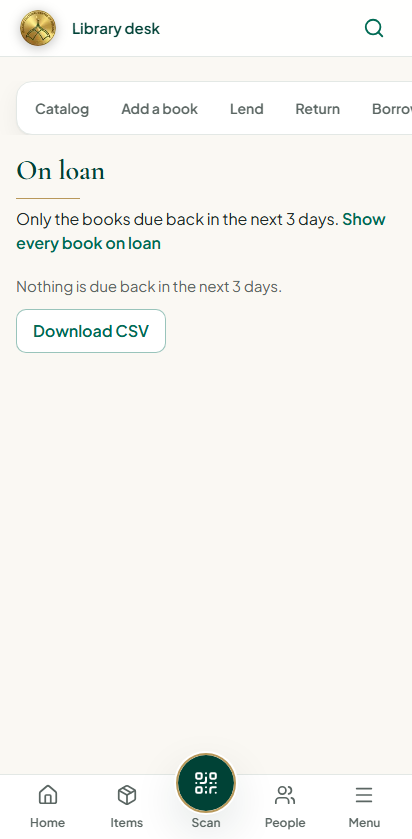 Library desk
Catalog Add a book Lend Return
On loan
Only the books due back in the next 3 days. Show
every book on loan
Nothing is due back in the next 3 days.
Download CSV
Home Items Scan People Menu